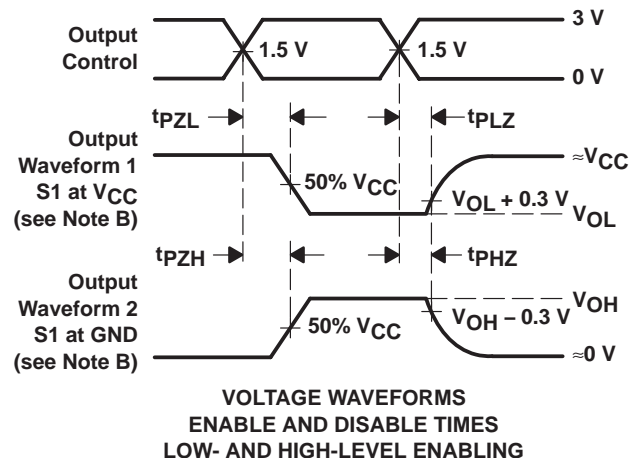 Output
Control
3 V
1.5 V
1.5 V
0 V
tPZL
tPLZ
Output
Waveform 1
S1 at VCC
(see Note B)
≈VCC
50% VCC
VOL + 0.3 V
VOL
tPZH
tPHZ
Output
Waveform 2
S1 at GND
(see Note B)
VOH
VOH – 0.3 V
50% VCC
≈0 V
VOLTAGE WAVEFORMS
ENABLE AND DISABLE TIMES
LOW- AND HIGH-LEVEL ENABLING